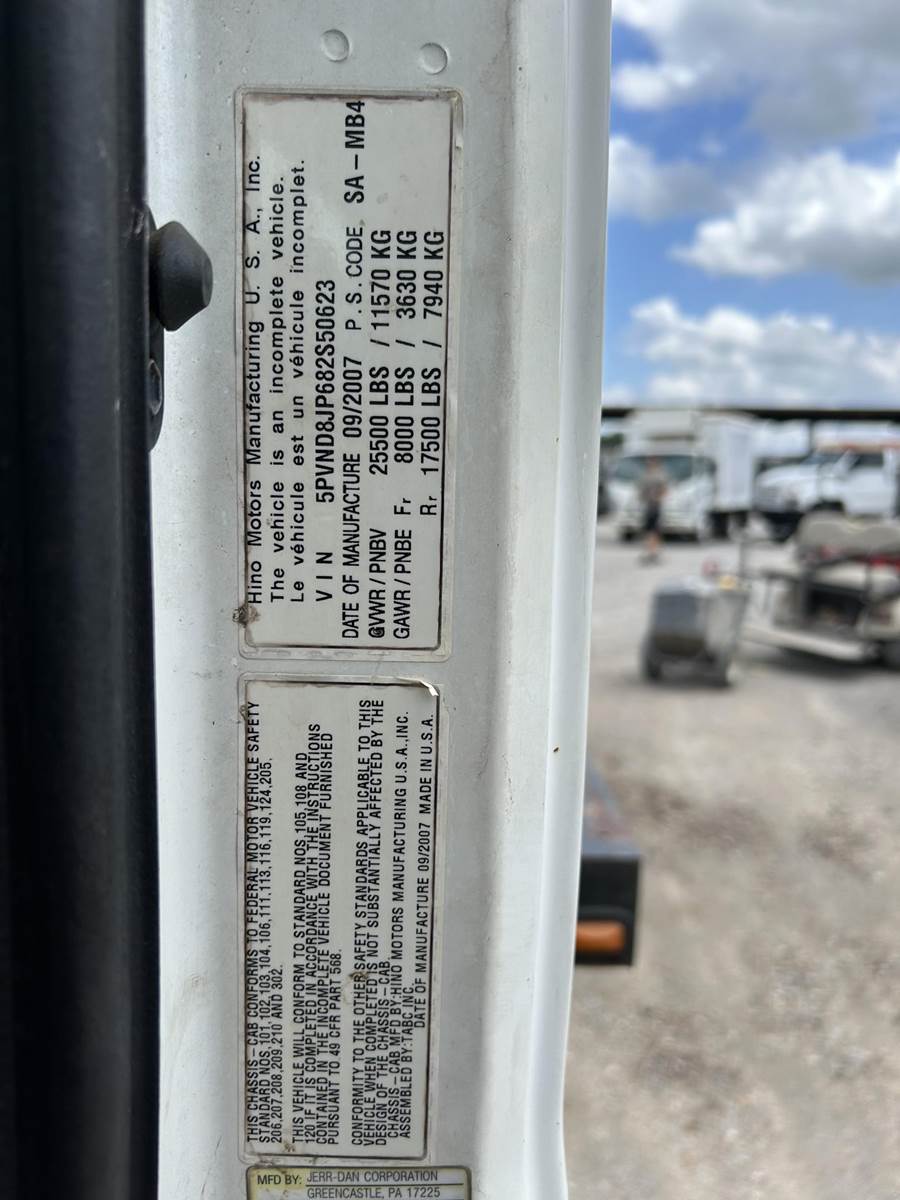 Hino Motors Manufacturing U. S. A., Inc.
The vehicle is an incomplete vehicle.
Le véhicule est un véhicule incomplet.
VIN 5PVND8JP682S50623
DATE OF MANUFACTURE 09/2007 P.S.CODE. SA-MB4
GVWR/PNBV 25500 LBS / 11570 KG
GAWR/PNBE Fr 8000 LBS / 3630 KG
Rr 17500 LBS / 7940 KG
THIS CHASSIS-CAB CONFORMS TO FEDERAL MOTOR VEHICLE SAFETY
STANDARD NOS.101,102,103,104,106,111,113,116,119,124,205,
206,207,208,209,210 AND 302.
THIS VEHICLE WILL CONFORM TO STANDARD NOS.105,108 AND
120 IF IT IS COMPLETED IN ACCORDANCE WITH THE INSTRUCTIONS
CONTAINED IN THE INCOMPLETE VEHICLE DOCUMENT FURNISHED
PURSUANT TO 49 CFR PART 568.
CONFORMITY TO THE OTHER SAFETY STANDARDS APPLICABLE TO THIS
VEHICLE WHEN COMPLETED IS NOT SUBSTANTIALLY AFFECTED BY THE
DESIGN OF THE CHASSIS-CAB.
CHASSIS-CAB MFD BY:HINO MOTORS MANUFACTURING U.S.A.,INC.
ASSEMBLED BY:TABC INC.
DATE OF MANUFACTURE 09/2007 MADE IN U.S.A.
MFD BY: JERR-DAN CORPORATION
GREENCASTLE, PA 17225